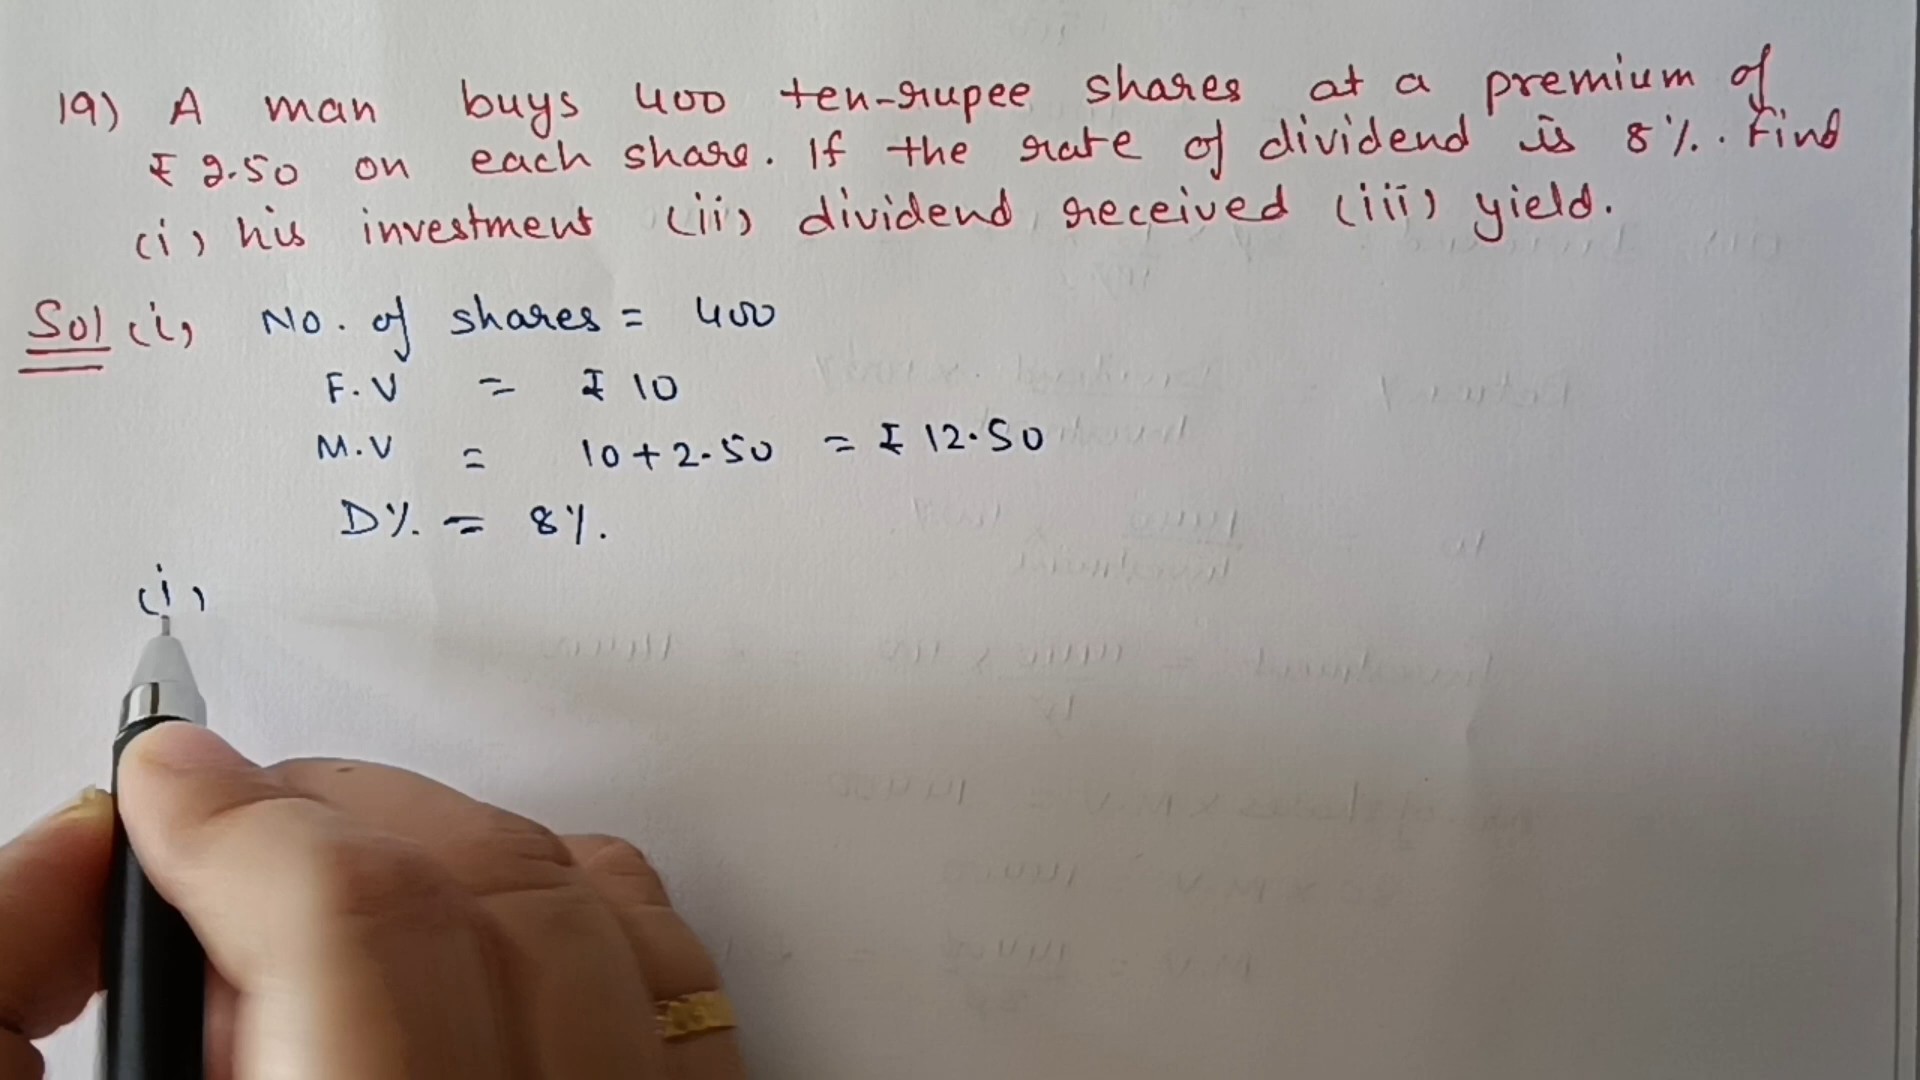 19) A man buys 400 ten-rupee shares at a premium of
₹ 2.50 on each share. If the rate of dividend is 8%. Find
(i) his investment (ii) dividend received (iii) yield.
Sol (i) No. of shares = 400
F.V = ₹ 10
M.V = 10 + 2.50 = ₹ 12.50
D% = 8%.
(i)